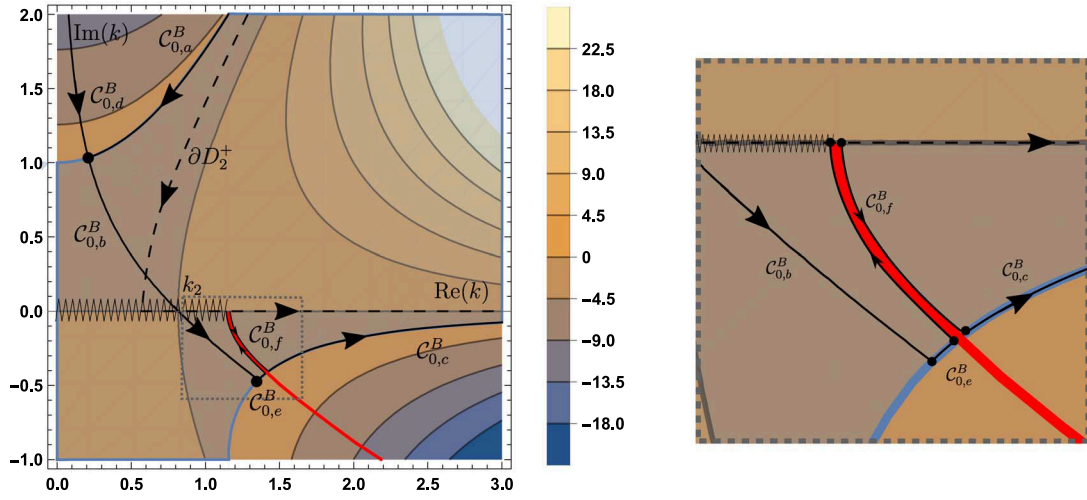 2.0
Im(k)
C^B_{0,a}
C^B_{0,d}
1.5
∂D_2^+
1.0
C^B_{0,b}
0.5
k_2
Re(k)
0.0
C^B_{0,f}
C^B_{0,c}
-0.5
C^B_{0,e}
-1.0
0.0 0.5 1.0 1.5 2.0 2.5 3.0
22.5
18.0
13.5
9.0
4.5
0
-4.5
-9.0
-13.5
-18.0
C^B_{0,f}
C^B_{0,b}
C^B_{0,c}
C^B_{0,e}